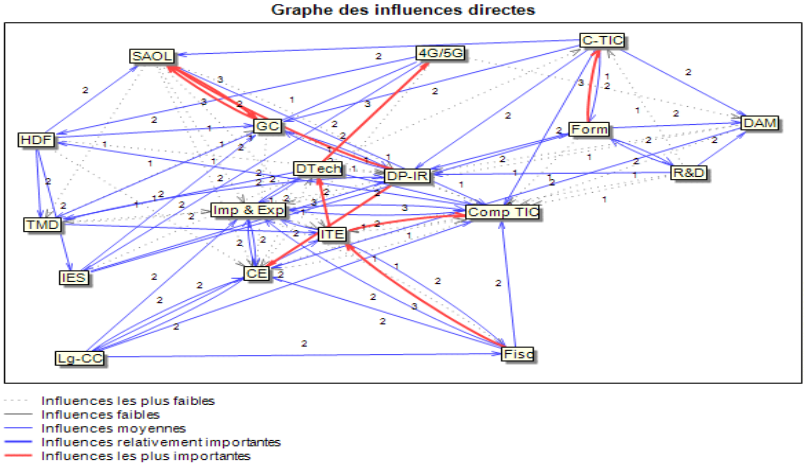 Graphe des influences directes
SAOL
4G/5G
C-TIC
GC
DAM
Form
HDF
DTech
DP-IR
R&D
TMD
Imp & Exp
Comp TIC
ITE
IES
CE
Lg-CC
Fisc
Influences les plus faibles
Influences faibles
Influences moyennes
Influences relativement importantes
Influences les plus importantes